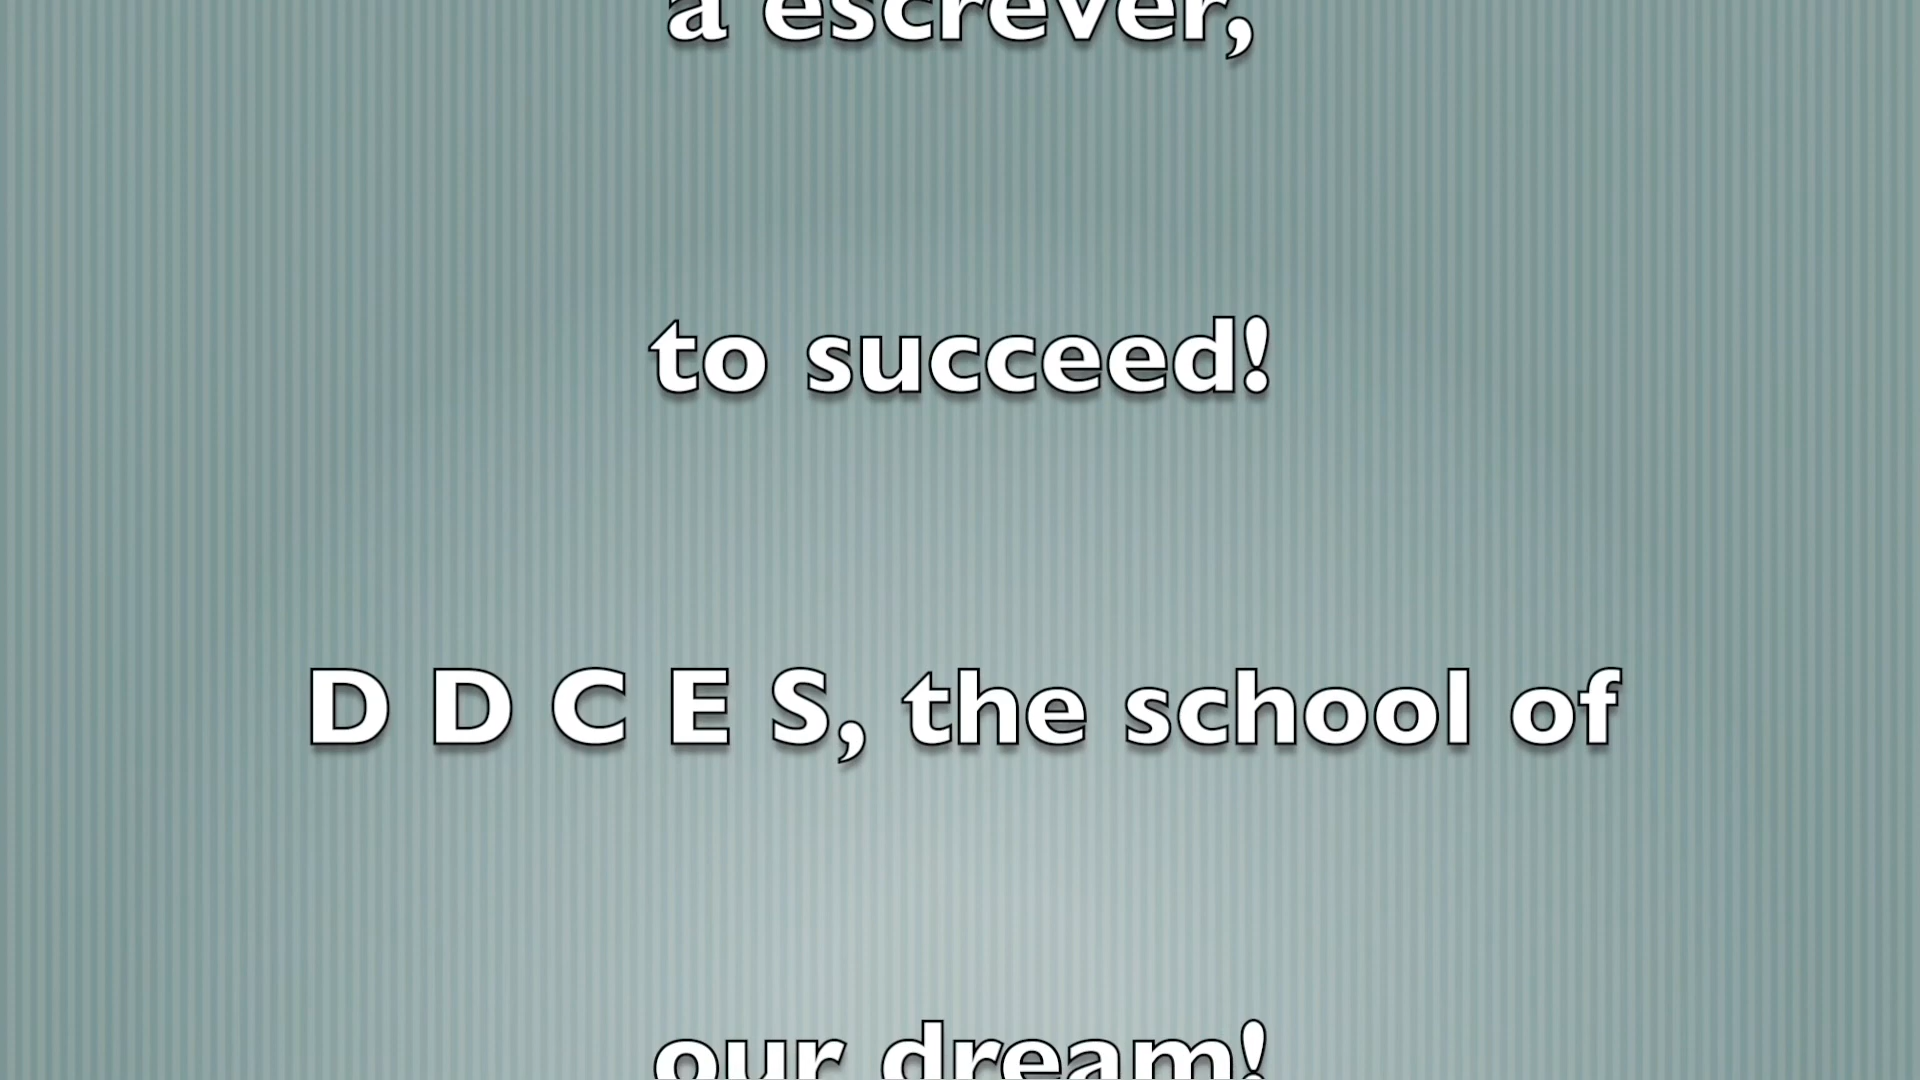 a escrever,
to succeed!
D D C E S, the school of
our dream!